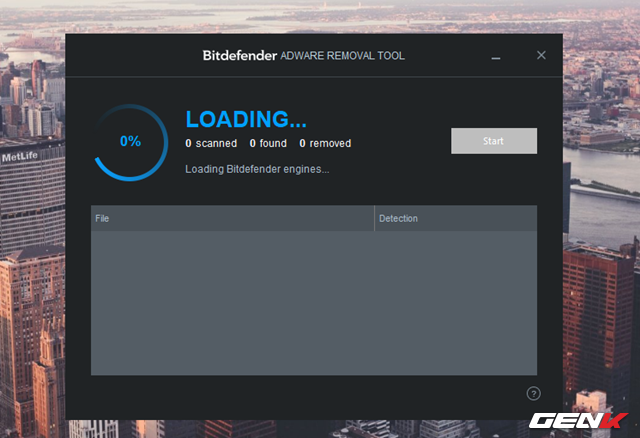 Bitdefender ADWARE REMOVAL TOOL
MetLife
0%
LOADING...
0 scanned 0 found 0 removed
Loading Bitdefender engines...
Start
File Detection
?
GENK